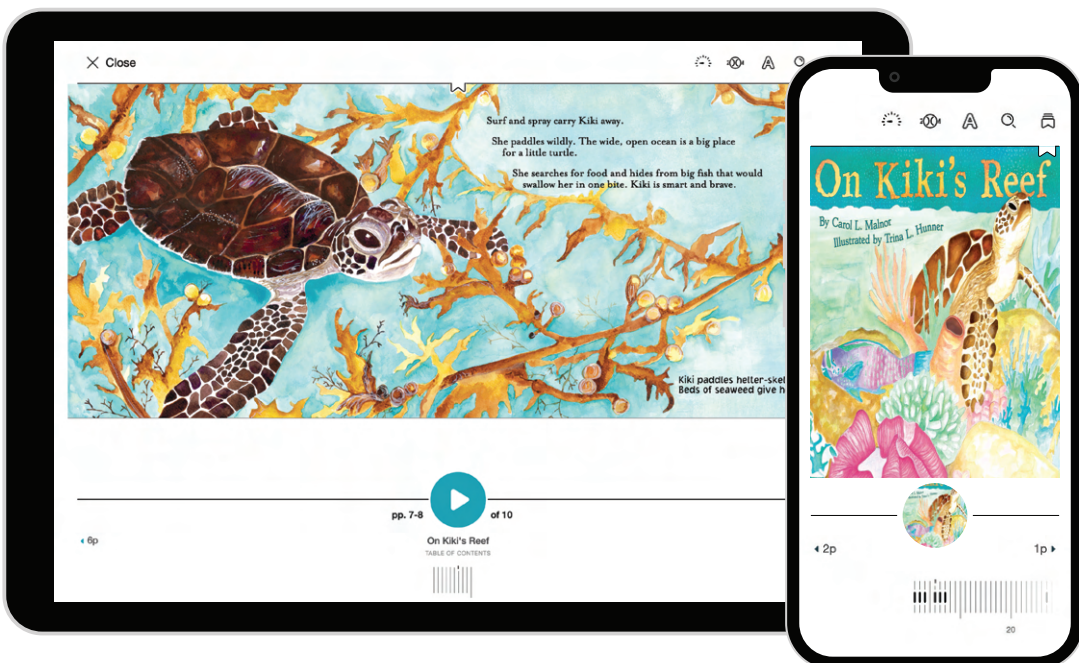 Close
Surf and spray carry Kiki away.
She paddles wildly. The wide, open ocean is a big place
for a little turtle.
She searches for food and hides from big fish that would
swallow her in one bite. Kiki is smart and brave.
Kiki paddles helter-skel
Beds of seaweed give h
pp. 7-8
of 10
6p
On Kiki's Reef
TABLE OF CONTENTS
On Kiki's Reef
By Carol L. Malnor
Illustrated by Trina L. Hunner
2p
1p
20